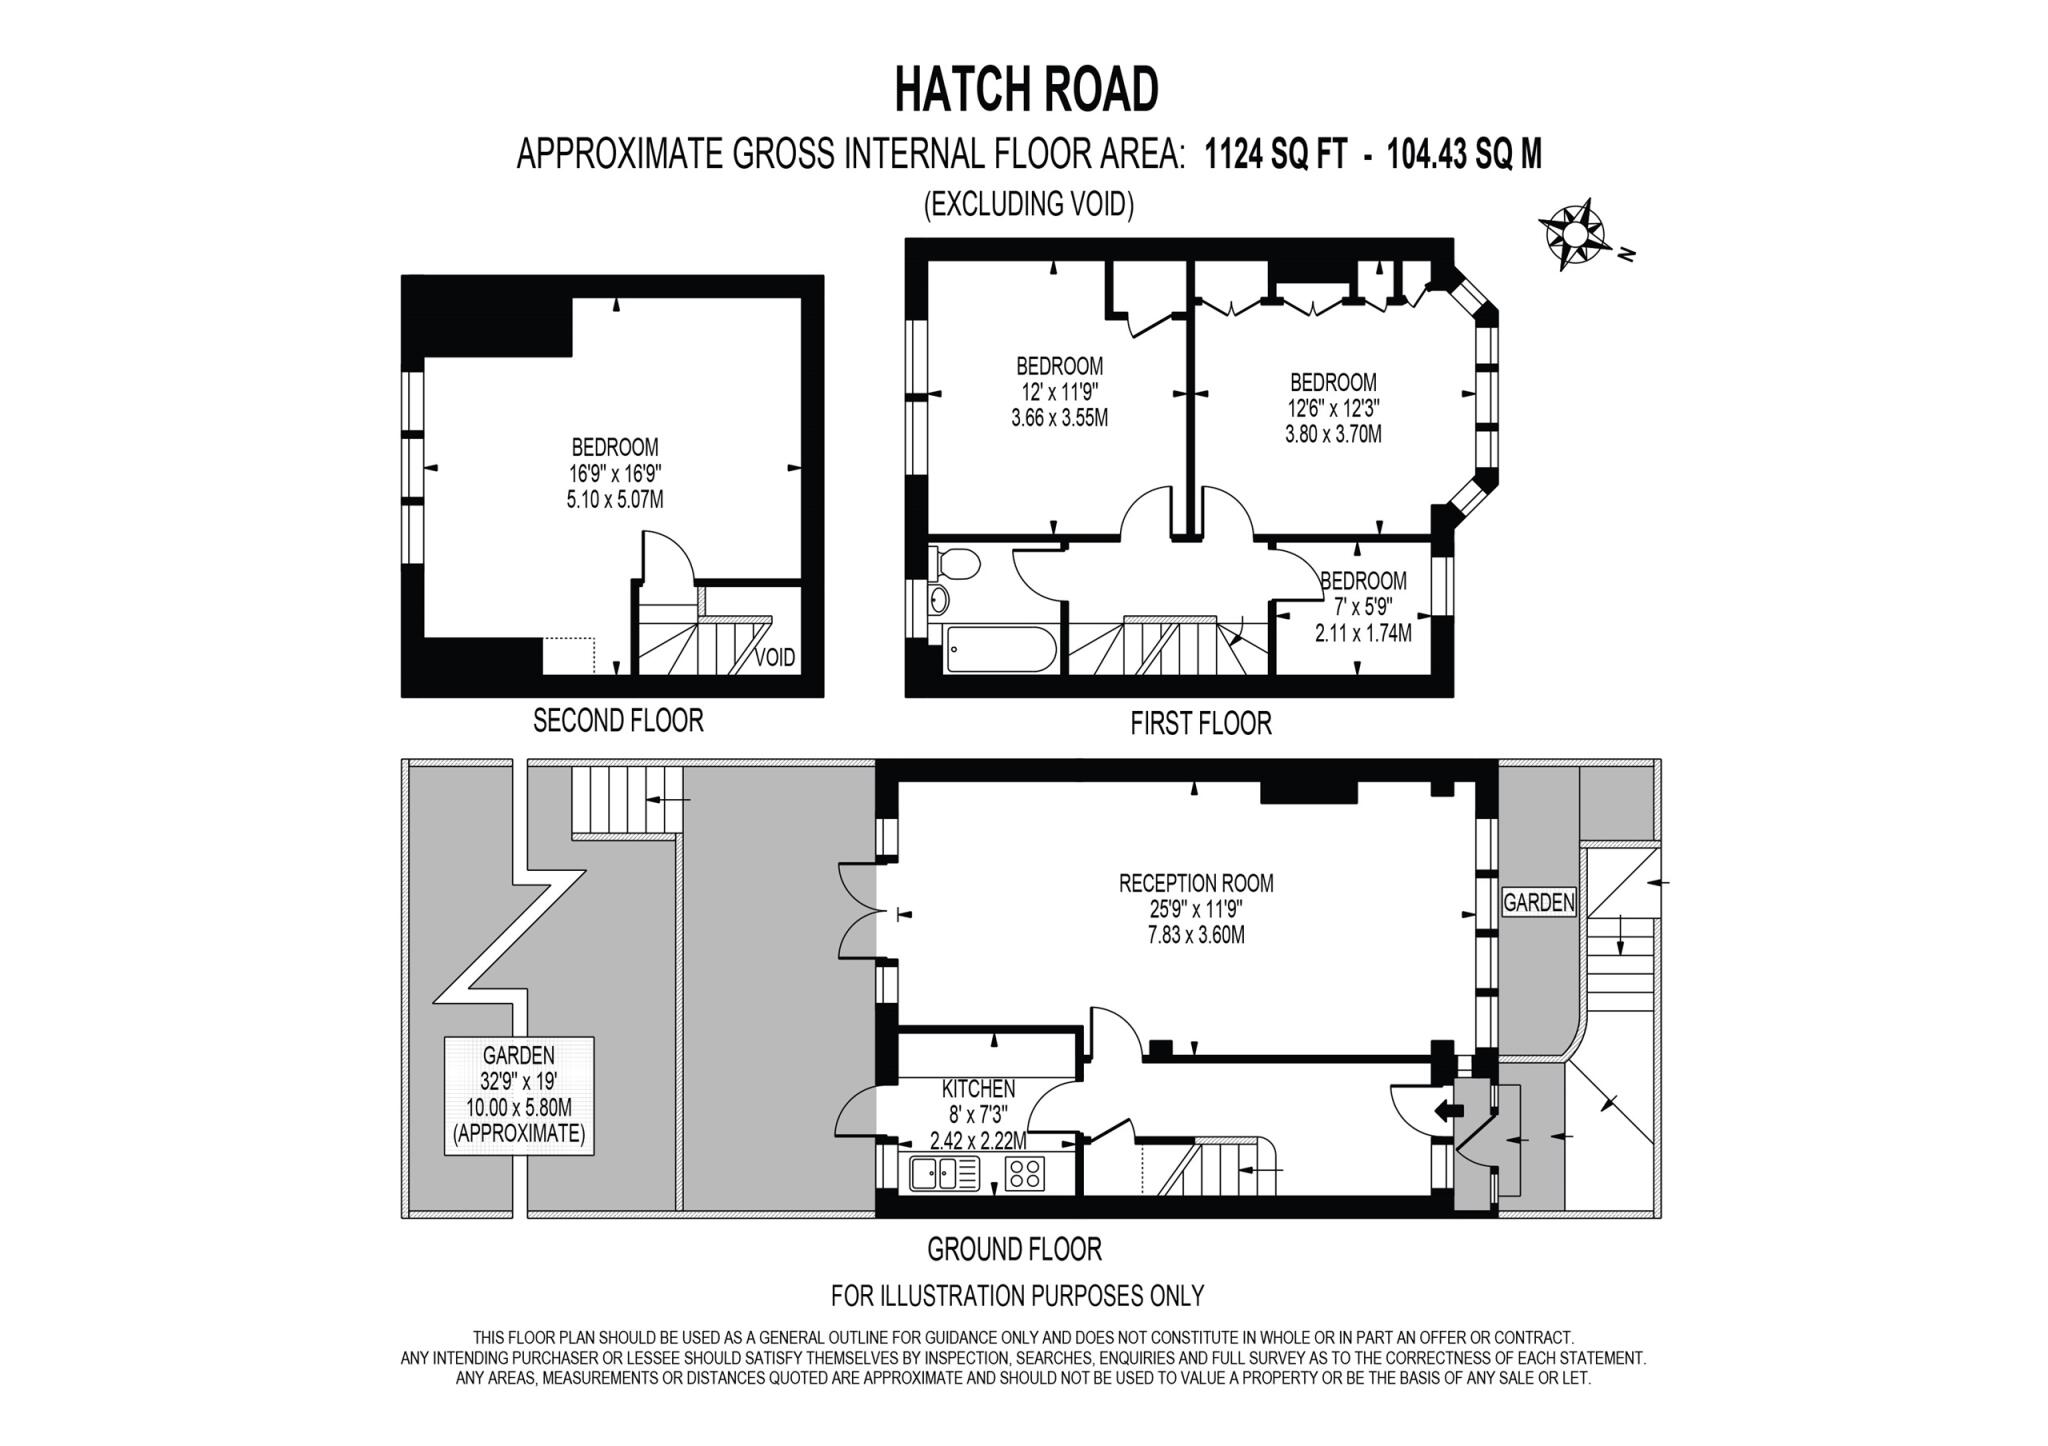 HATCH ROAD
APPROXIMATE GROSS INTERNAL FLOOR AREA: 1124 SQ FT - 104.43 SQ M
(EXCLUDING VOID)
N
BEDROOM
16'9" x 16'9"
5.10 x 5.07M
VOID
SECOND FLOOR
BEDROOM
12' x 11'9"
3.66 x 3.55M
BEDROOM
12'6" x 12'3"
3.80 x 3.70M
BEDROOM
7' x 5'9"
2.11 x 1.74M
FIRST FLOOR
RECEPTION ROOM
25'9" x 11'9"
7.83 x 3.60M
GARDEN
GARDEN
32'9" x 19'
10.00 x 5.80M
(APPROXIMATE)
KITCHEN
8' x 7'3"
2.42 x 2.22M
GROUND FLOOR
FOR ILLUSTRATION PURPOSES ONLY
THIS FLOOR PLAN SHOULD BE USED AS A GENERAL OUTLINE FOR GUIDANCE ONLY AND DOES NOT CONSTITUTE IN WHOLE OR IN PART AN OFFER OR CONTRACT.
ANY INTENDING PURCHASER OR LESSEE SHOULD SATISFY THEMSELVES BY INSPECTION, SEARCHES, ENQUIRIES AND FULL SURVEY AS TO THE CORRECTNESS OF EACH STATEMENT.
ANY AREAS, MEASUREMENTS OR DISTANCES QUOTED ARE APPROXIMATE AND SHOULD NOT BE USED TO VALUE A PROPERTY OR BE THE BASIS OF ANY SALE OR LET.